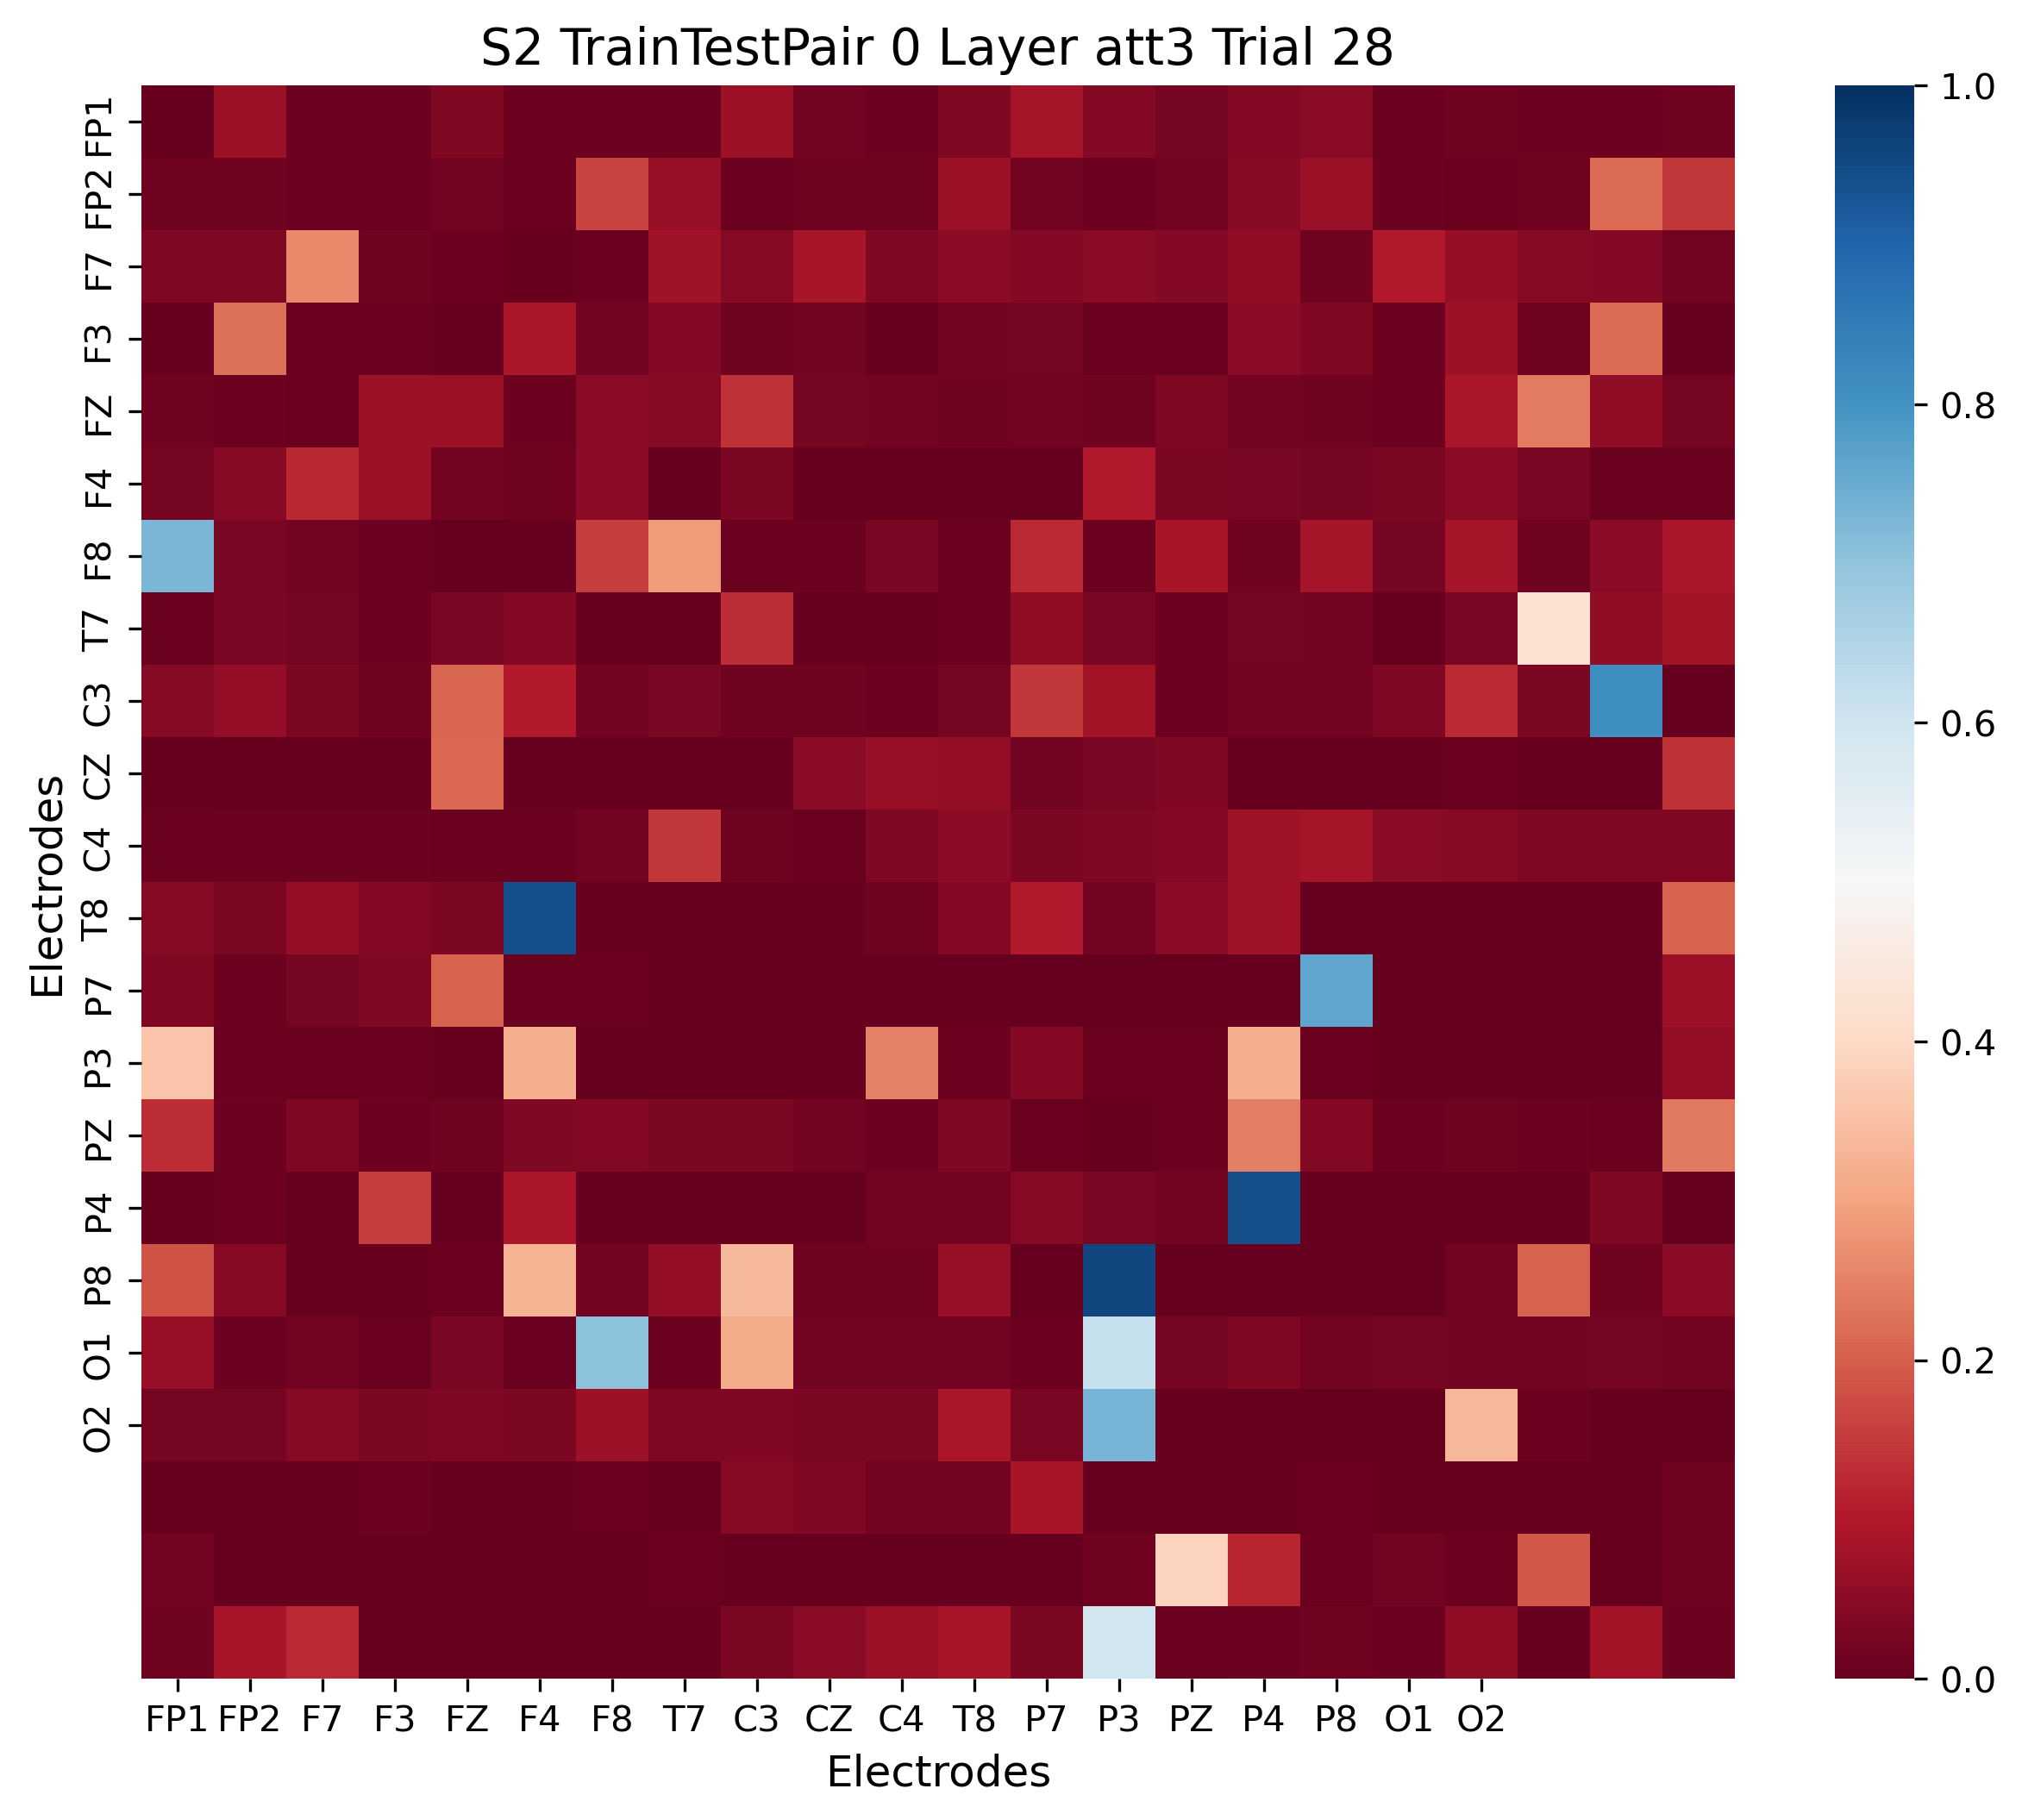 S2 TrainTestPair 0 Layer att3 Trial 28
Electrodes
FP1
FP2
F7
F3
FZ
F4
F8
T7
C3
CZ
C4
T8
P7
P3
PZ
P4
P8
O1
O2
FP1 FP2 F7 F3 FZ F4 F8 T7 C3 CZ C4 T8 P7 P3 PZ P4 P8 O1 O2
Electrodes
1.0
0.8
0.6
0.4
0.2
0.0